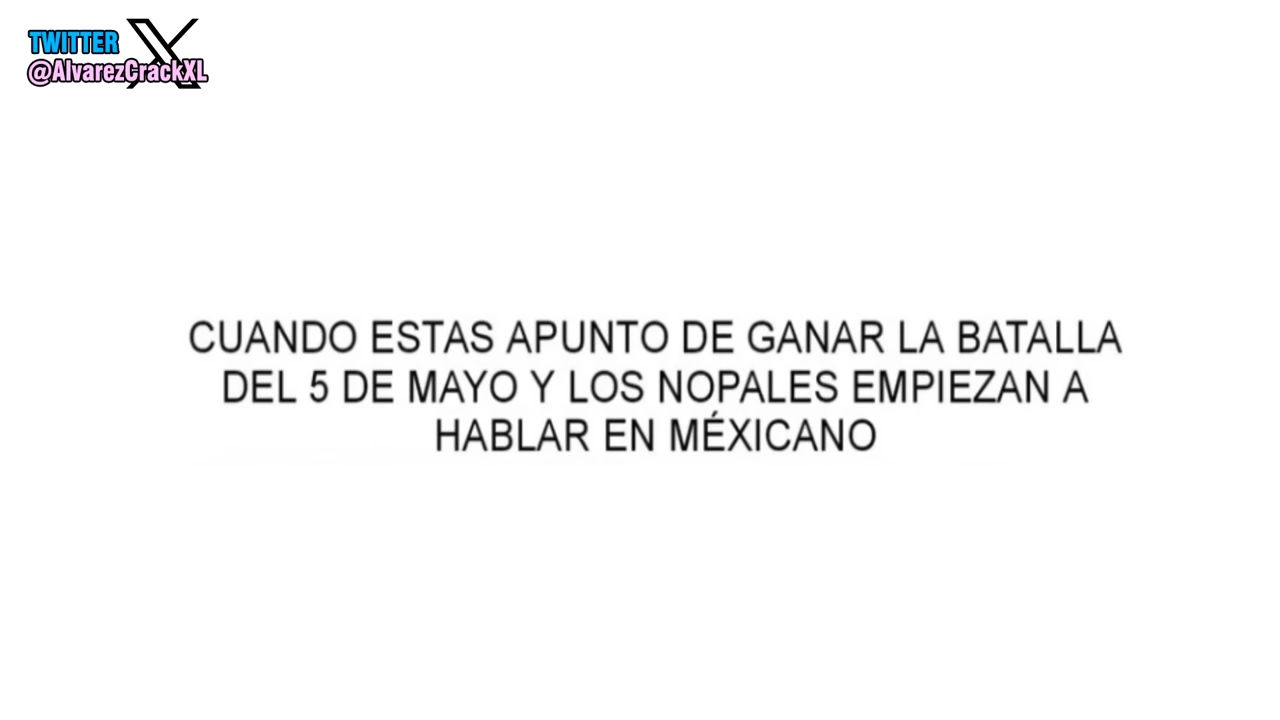 TWITTER
@AlvarezCrackXL
CUANDO ESTAS APUNTO DE GANAR LA BATALLA
DEL 5 DE MAYO Y LOS NOPALES EMPIEZAN A
HABLAR EN MÉXICANO